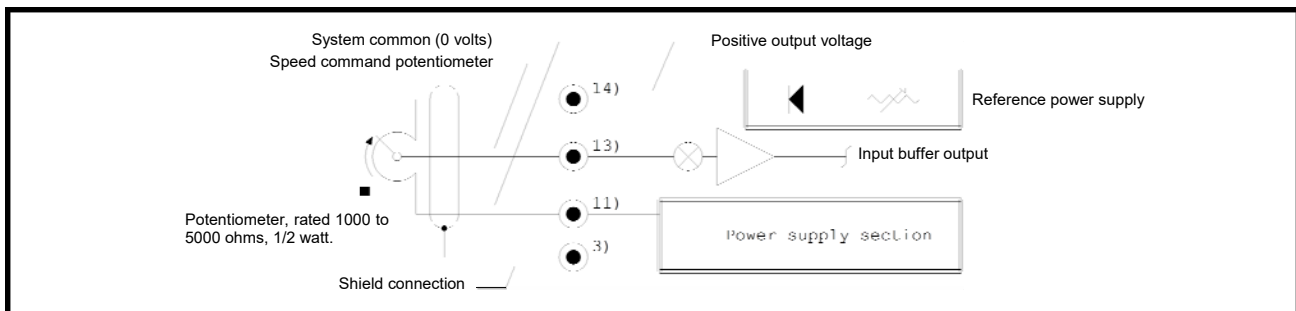 System common (0 volts)
Speed command potentiometer
Positive output voltage
14)
Reference power supply
13)
Input buffer output
11)
Potentiometer, rated 1000 to
5000 ohms, 1/2 watt.
Power supply section
3)
Shield connection